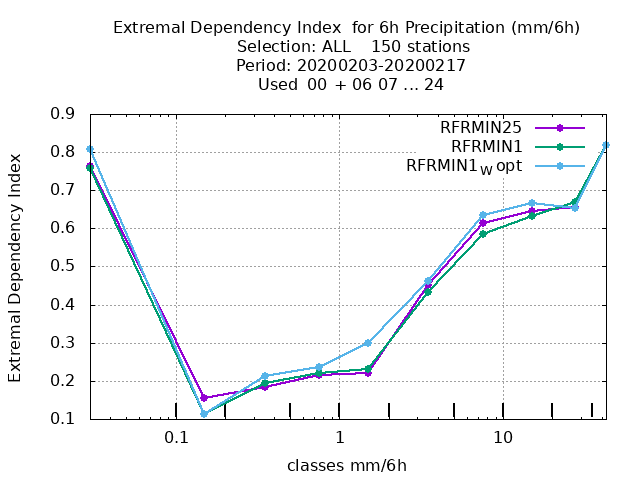 Extremal Dependency Index  for 6h Precipitation (mm/6h)
Selection: ALL    150 stations
Period: 20200203-20200217
Used  00  + 06 07 ... 24
Extremal Dependency Index
0.9
0.8
0.7
0.6
0.5
0.4
0.3
0.2
0.1
RFRMIN25
RFRMIN1
RFRMIN1W opt
0.1 1 10
classes mm/6h